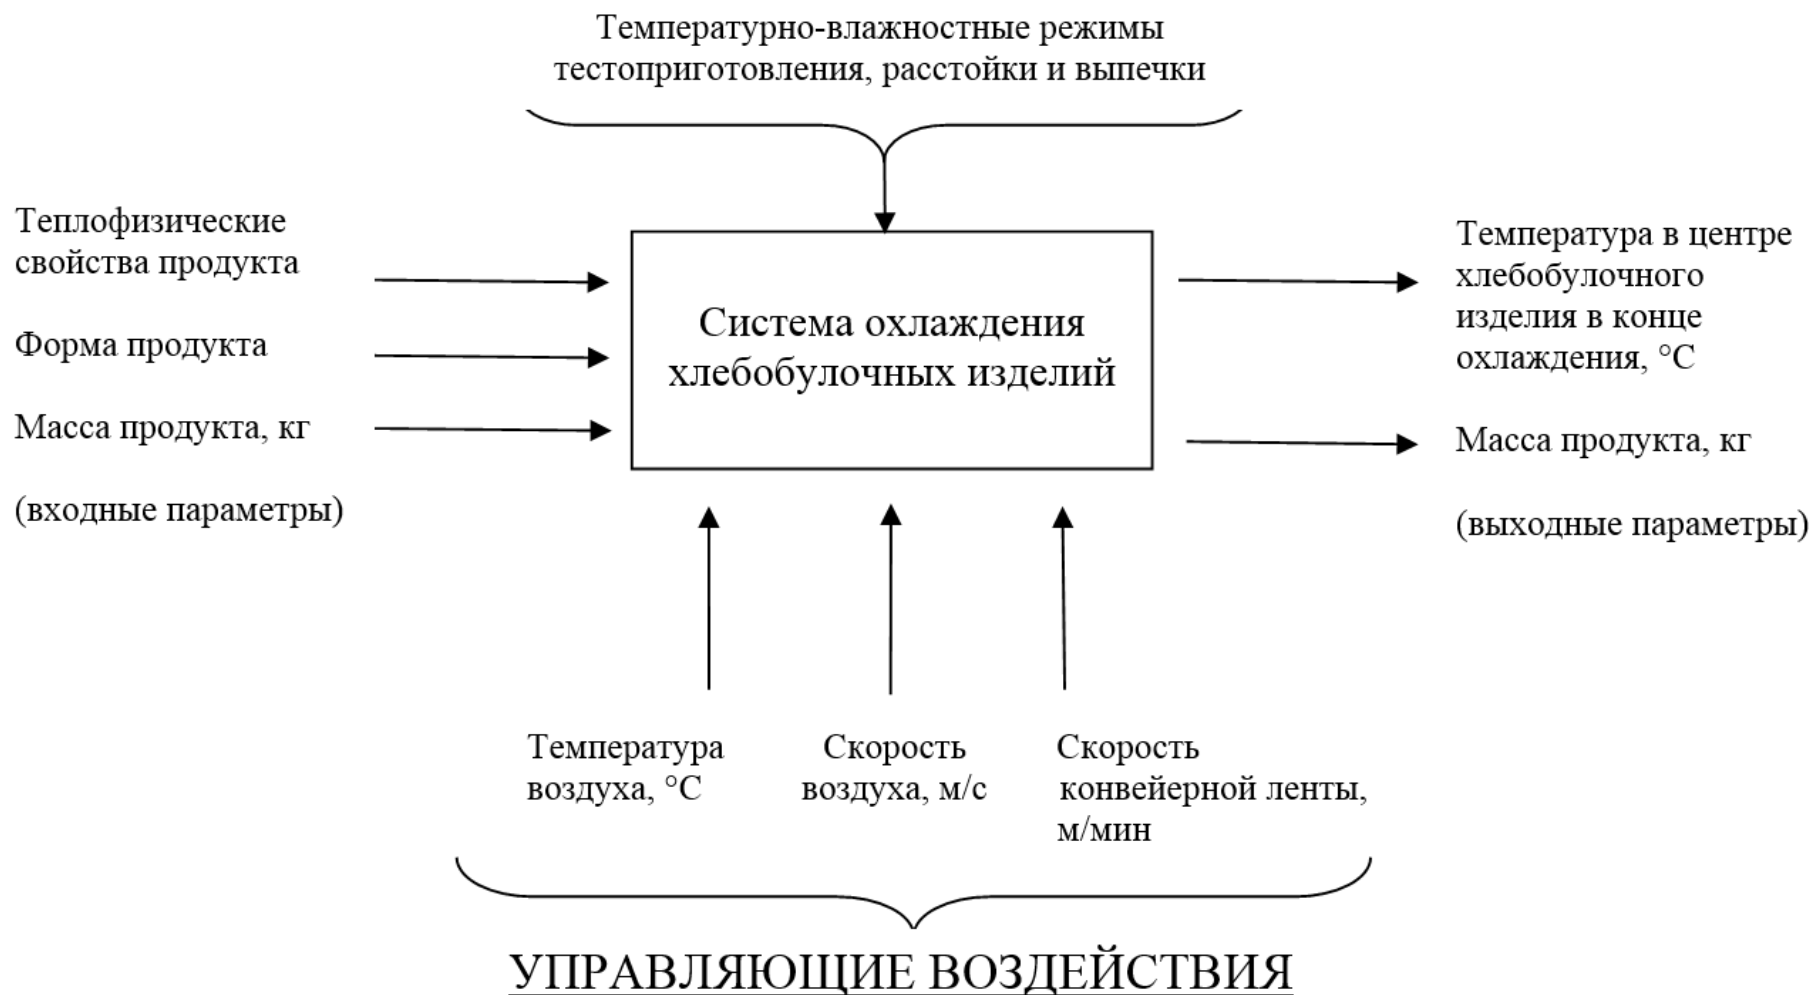 Температурно-влажностные режимы
тестоприготовления, расстойки и выпечки
Теплофизические
свойства продукта
Форма продукта
Масса продукта, кг
(входные параметры)
Система охлаждения
хлебобулочных изделий
Температура в центре
хлебобулочного
изделия в конце
охлаждения, °С
Масса продукта, кг
(выходные параметры)
Температура
воздуха, °С
Скорость
воздуха, м/с
Скорость
конвейерной ленты,
м/мин
УПРАВЛЯЮЩИЕ ВОЗДЕЙСТВИЯ